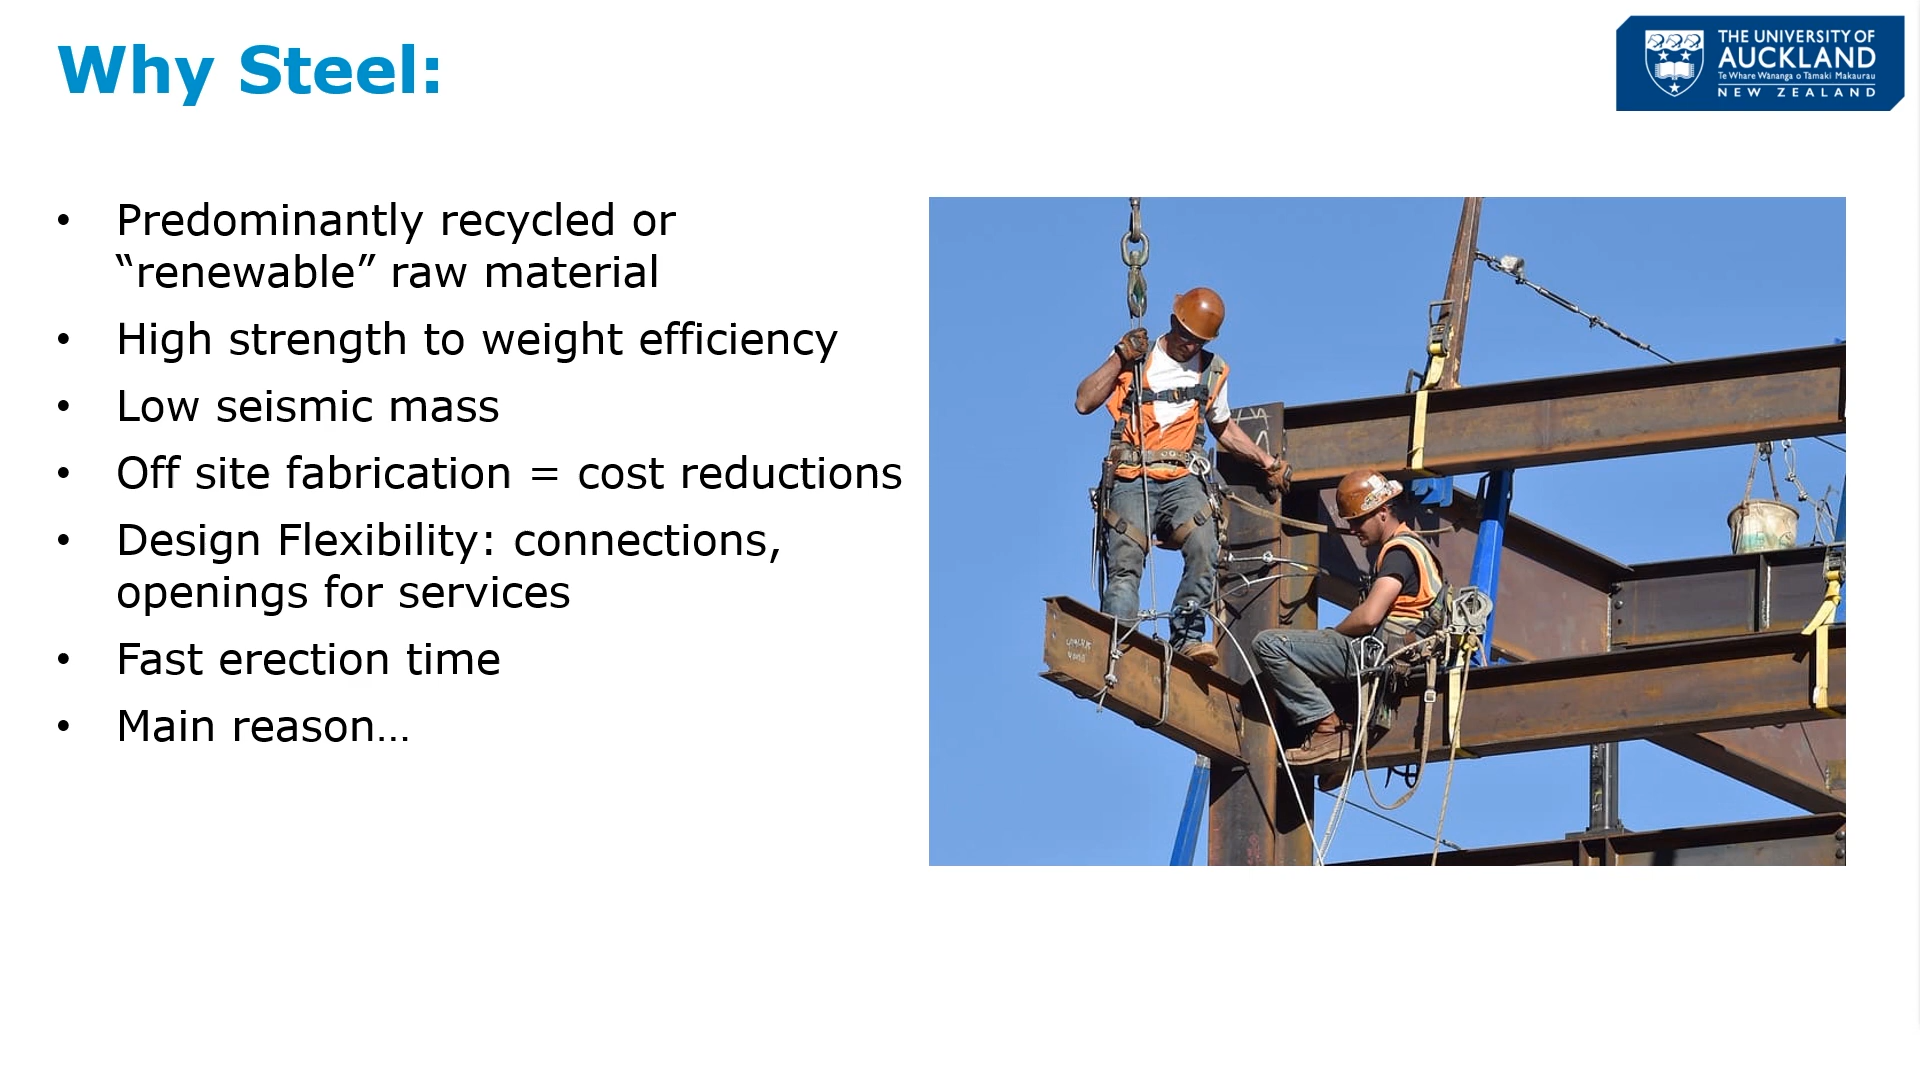 Why Steel:
THE UNIVERSITY OF
AUCKLAND
Te Whare Wānanga o Tāmaki Makaurau
NEW ZEALAND
• Predominantly recycled or
“renewable” raw material
• High strength to weight efficiency
• Low seismic mass
• Off site fabrication = cost reductions
• Design Flexibility: connections,
openings for services
• Fast erection time
• Main reason…